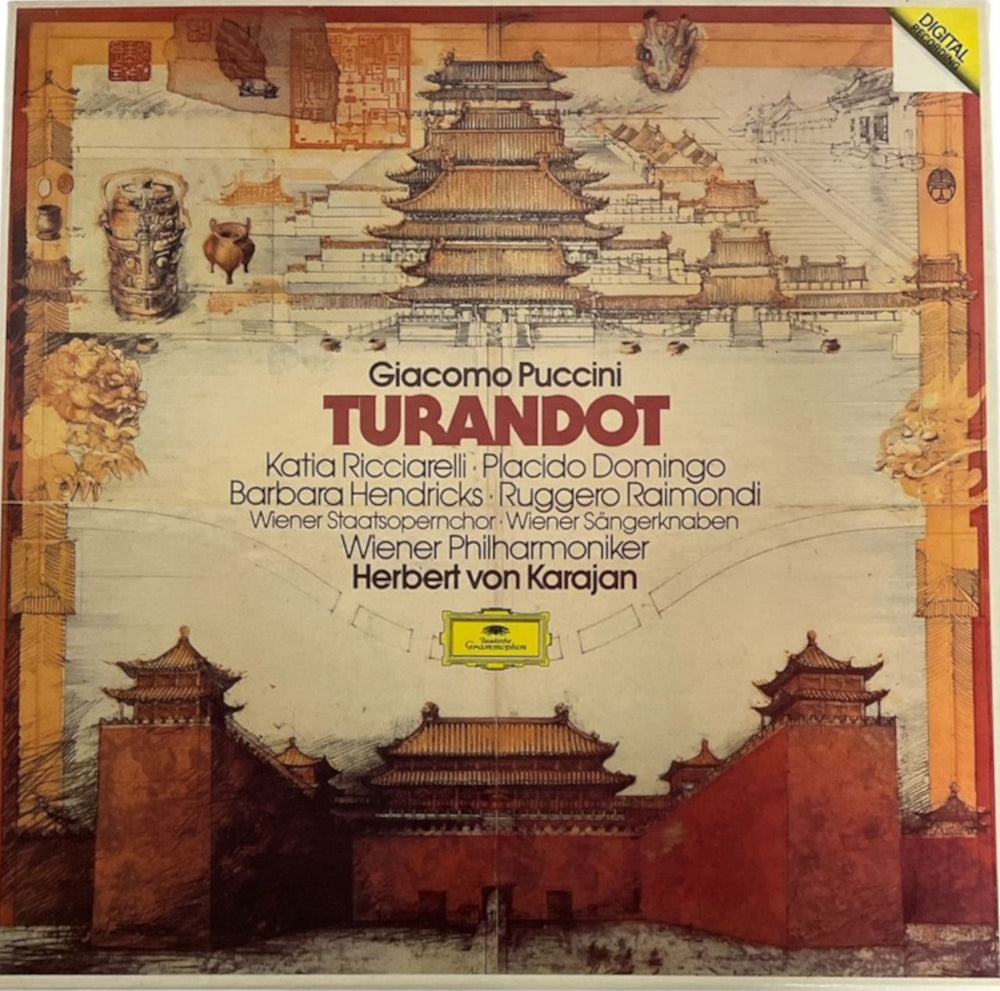 DIGITAL
RECORDING
Giacomo Puccini
TURANDOT
Katia Ricciarelli · Placido Domingo
Barbara Hendricks · Ruggero Raimondi
Wiener Staatsopernchor · Wiener Sängerknaben
Wiener Philharmoniker
Herbert von Karajan
Deutsche
Grammophon